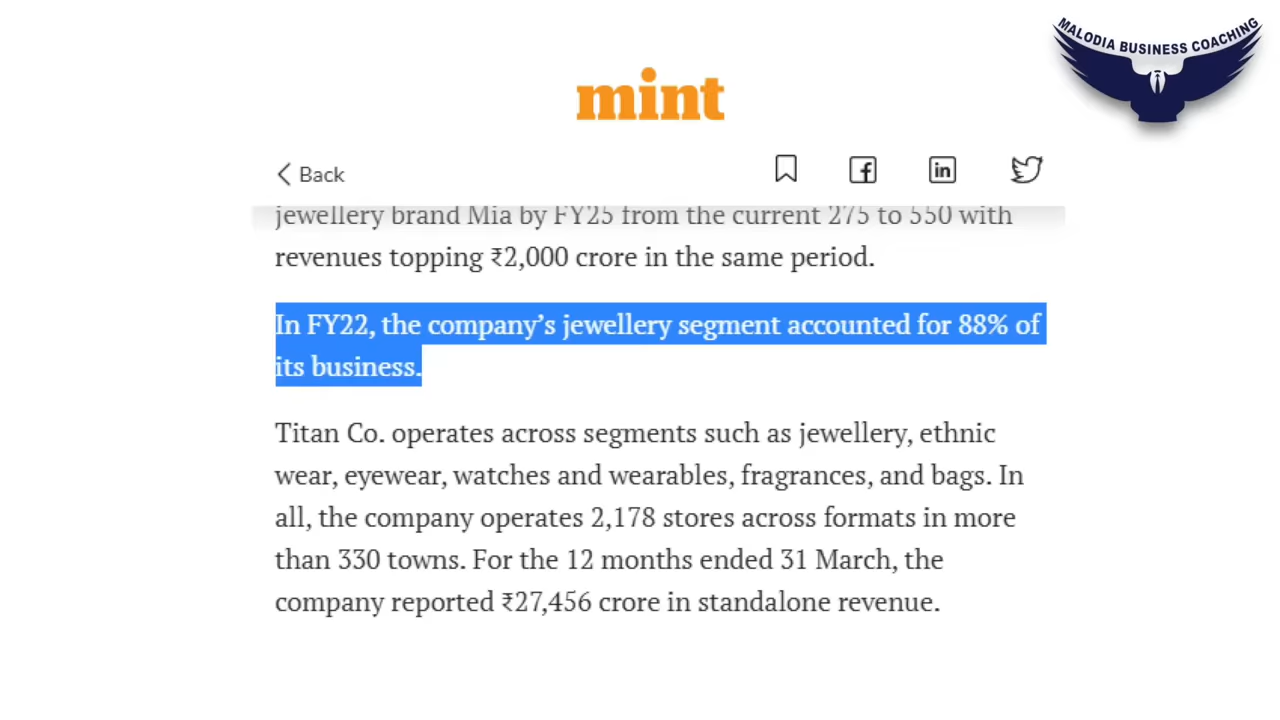 MALODIA BUSINESS COACHING
mint
Back
jewellery brand Mia by FY25 from the current 275 to 550 with
revenues topping ₹2,000 crore in the same period.
In FY22, the company’s jewellery segment accounted for 88% of
its business.
Titan Co. operates across segments such as jewellery, ethnic
wear, eyewear, watches and wearables, fragrances, and bags. In
all, the company operates 2,178 stores across formats in more
than 330 towns. For the 12 months ended 31 March, the
company reported ₹27,456 crore in standalone revenue.